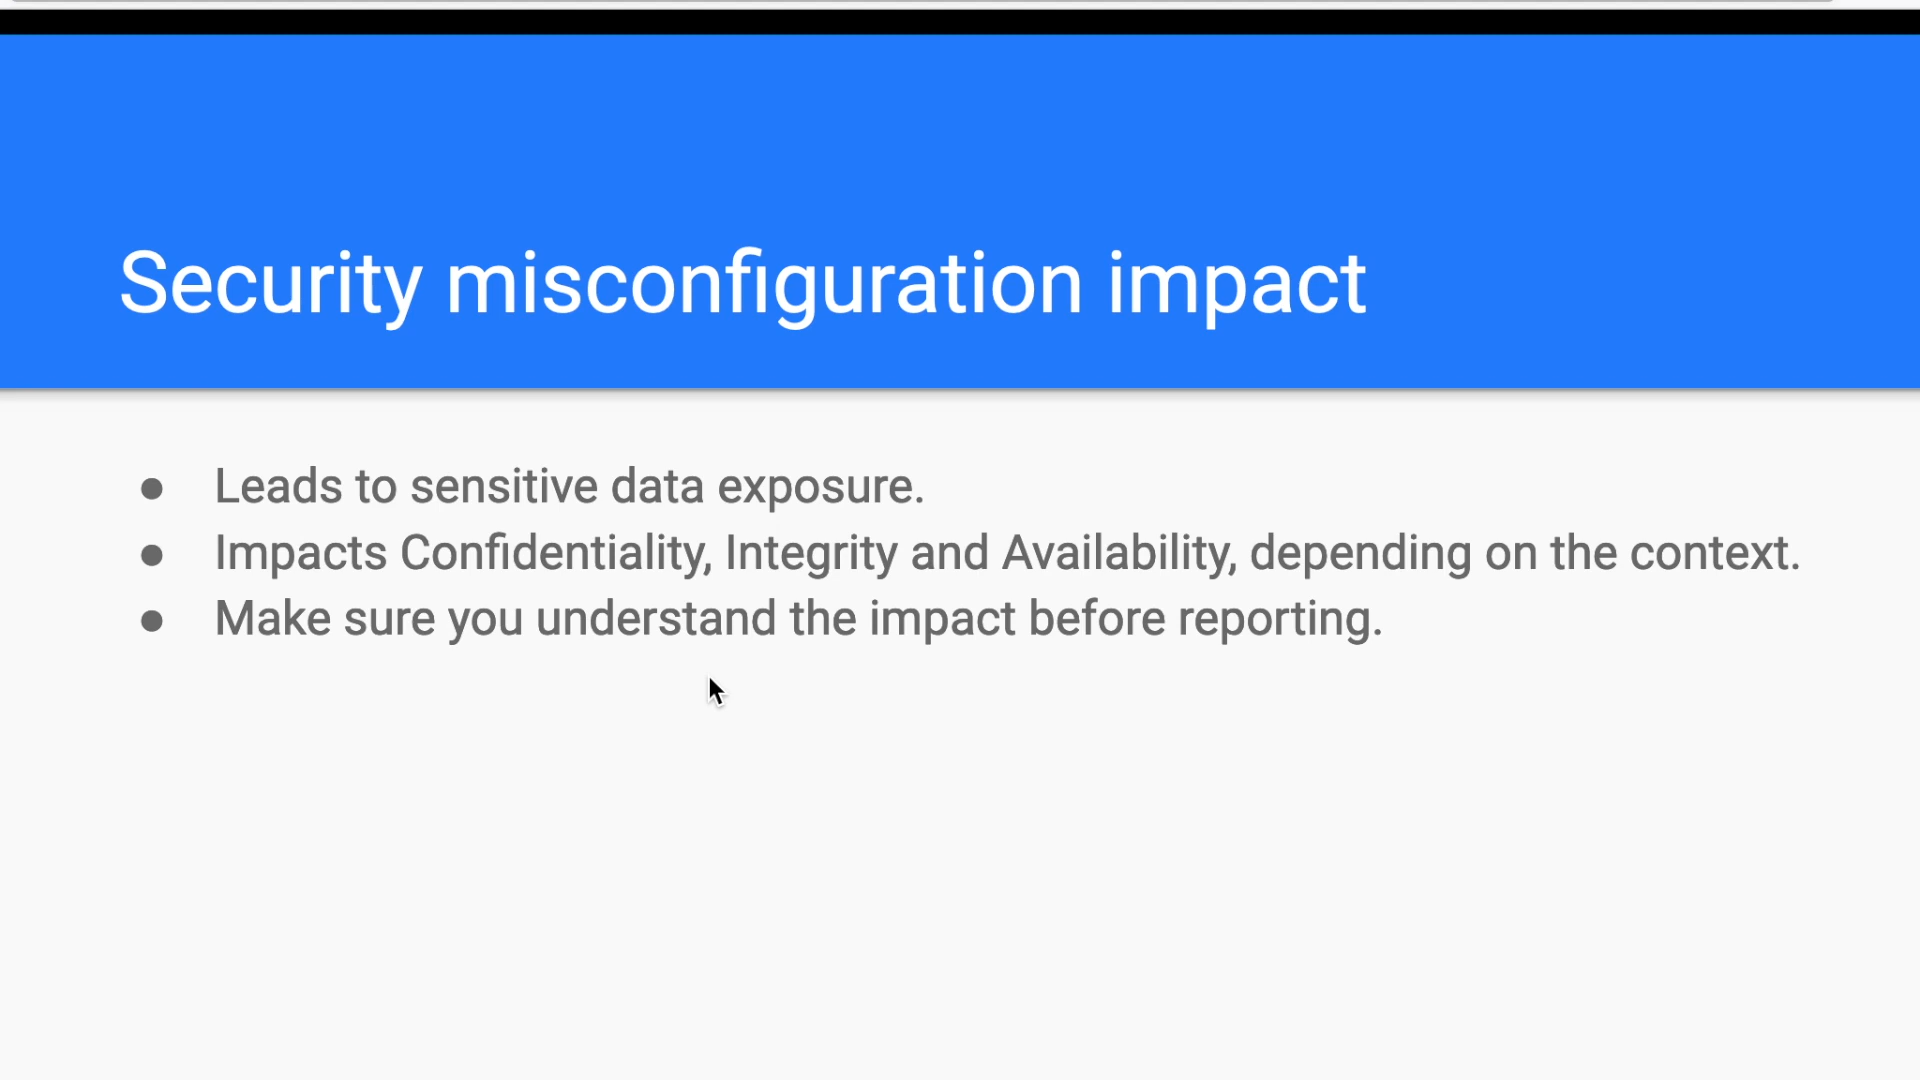 Security misconfiguration impact
● Leads to sensitive data exposure.
● Impacts Confidentiality, Integrity and Availability, depending on the context.
● Make sure you understand the impact before reporting.